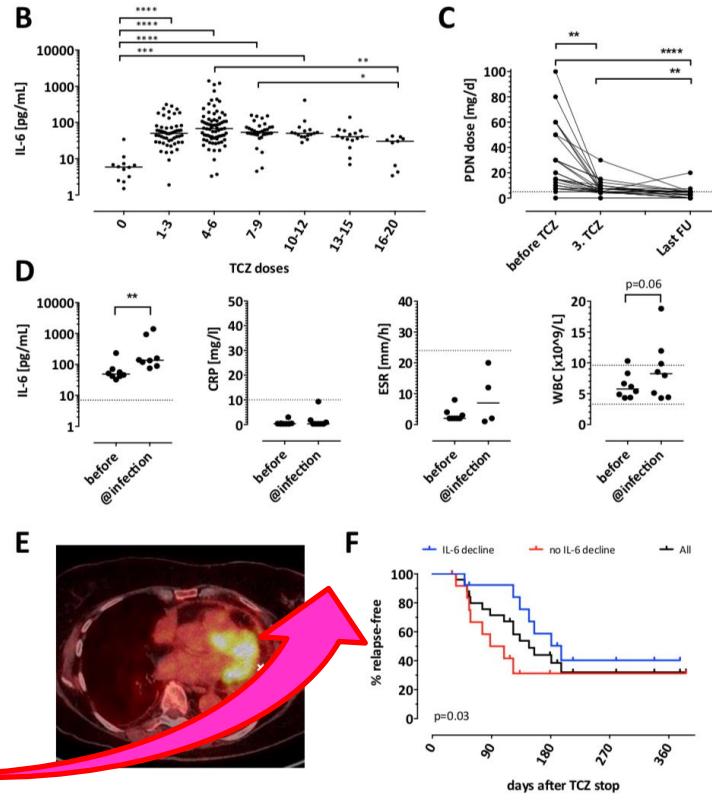 B
****
****
****
***
**
*
IL-6 [pg/mL]
10000
1000
100
10
1
0
1-3
4-6
7-9
10-12
13-15
16-20
TCZ doses
C
**
****
**
PDN dose [mg/d]
100
80
60
40
20
0
before TCZ
3. TCZ
Last FU
D
**
IL-6 [pg/mL]
10000
1000
100
10
1
before
@infection
CRP [mg/l]
50
40
30
20
10
0
before
@infection
ESR [mm/h]
40
30
20
10
0
before
@infection
p=0.06
WBC [x10^9/L]
20
15
10
5
0
before
@infection
E
F
IL-6 decline
no IL-6 decline
All
% relapse-free
100
80
60
40
20
0
p=0.03
0
90
180
270
360
days after TCZ stop